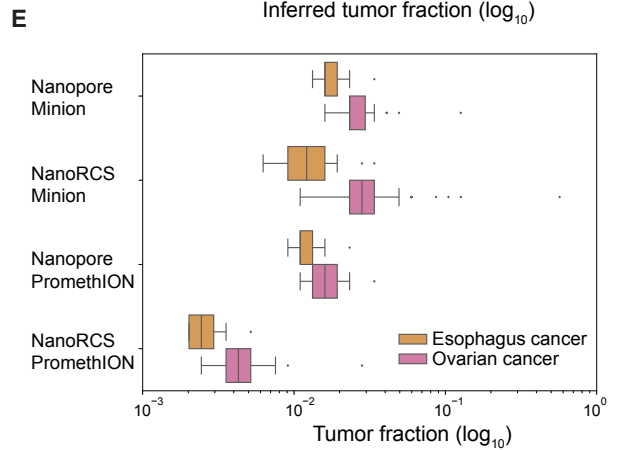 E
Inferred tumor fraction (log₁₀)
Nanopore
Minion
NanoRCS
Minion
Nanopore
PromethION
NanoRCS
PromethION
Esophagus cancer
Ovarian cancer
10⁻³ 10⁻² 10⁻¹ 10⁰
Tumor fraction (log₁₀)